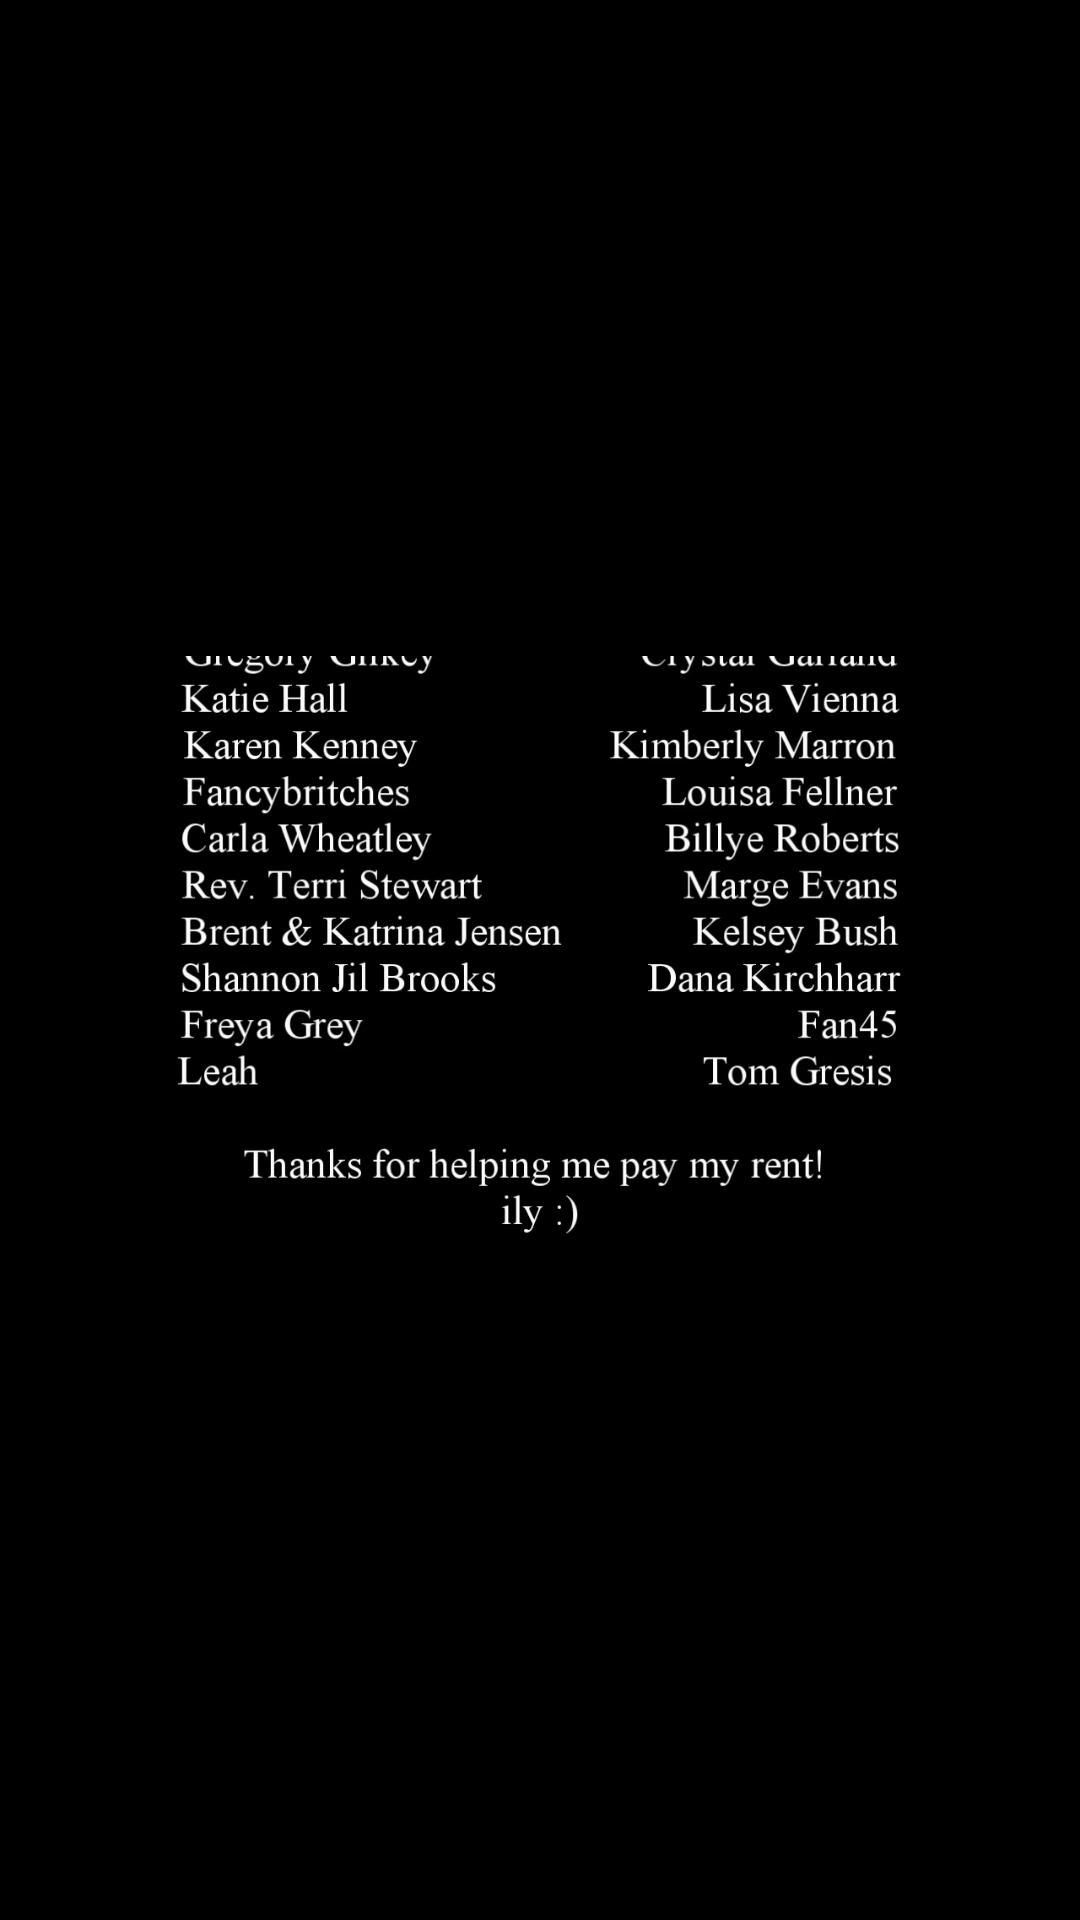 Katie Hall Lisa Vienna
Karen Kenney Kimberly Marron
Fancybritches Louisa Fellner
Carla Wheatley Billye Roberts
Rev. Terri Stewart Marge Evans
Brent & Katrina Jensen Kelsey Bush
Shannon Jil Brooks Dana Kirchharr
Freya Grey Fan45
Leah Tom Gresis
Thanks for helping me pay my rent!
ily :)